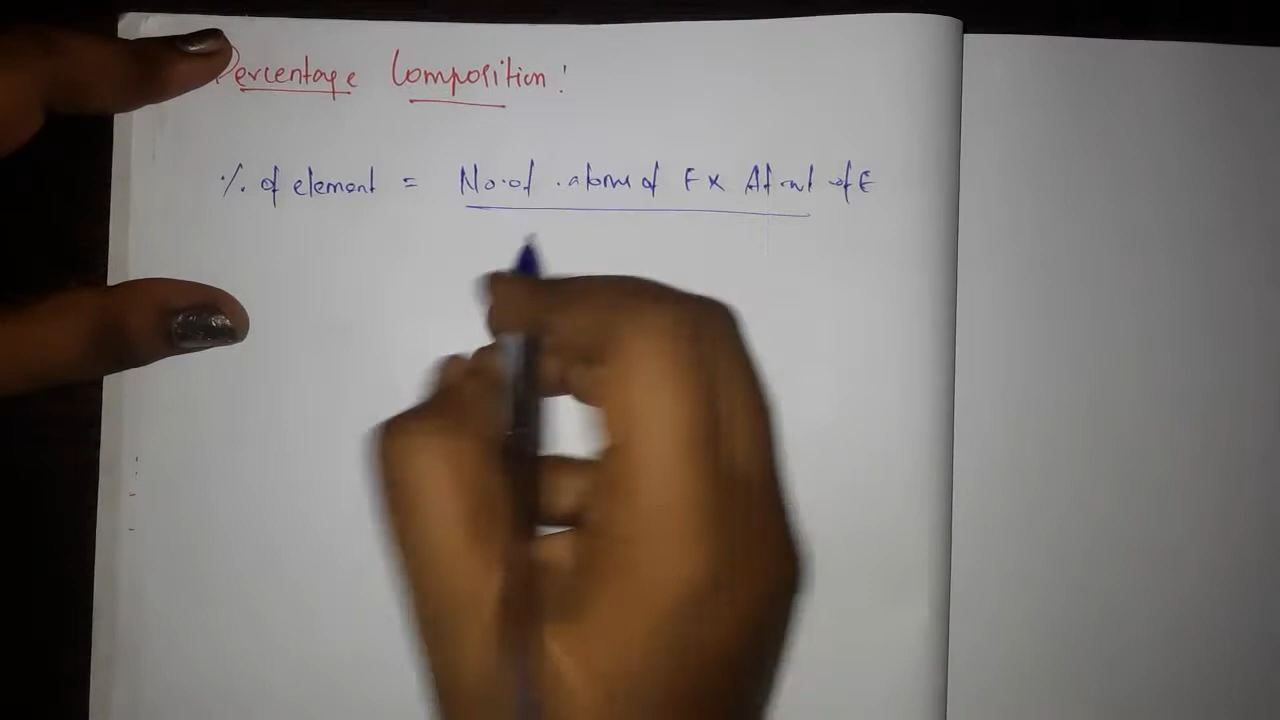 Percentage Composition:
% of element = No. of . atoms of E x At wt of E